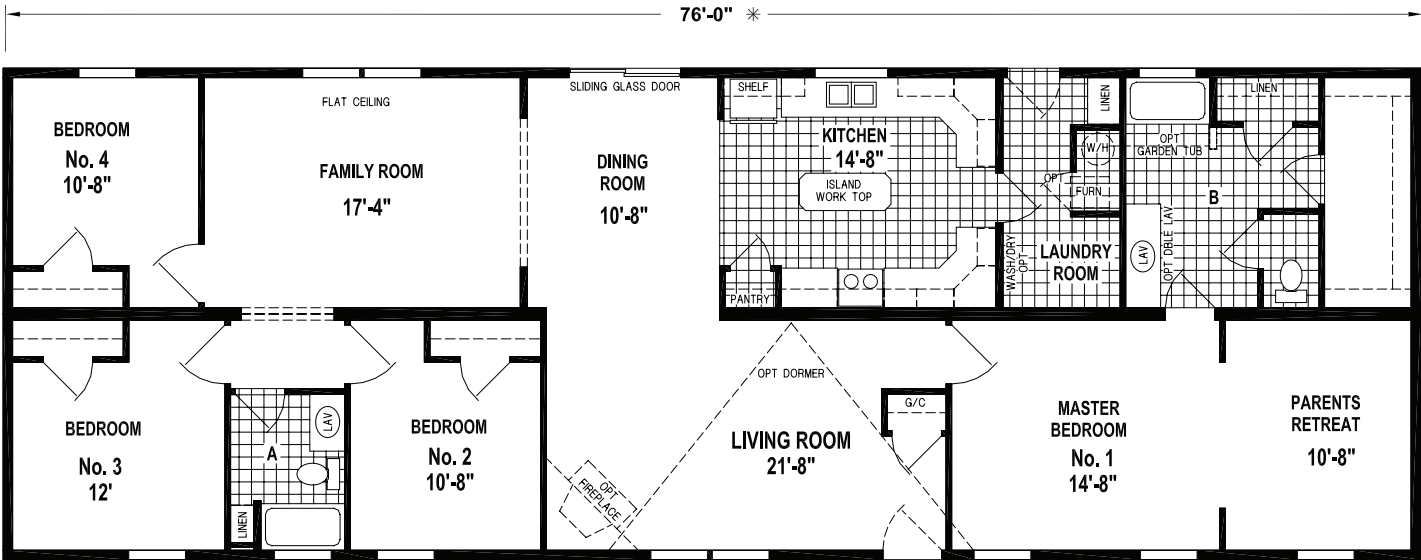 76'-0" ✳
BEDROOM
No. 4
10'-8"
FLAT CEILING
FAMILY ROOM
17'-4"
SLIDING GLASS DOOR
DINING
ROOM
10'-8"
SHELF
KITCHEN
14'-8"
ISLAND
WORK TOP
PANTRY
LINEN
W/H
OPT
FURN
WASH/DRY
OPT
LAUNDRY
ROOM
OPT
GARDEN TUB
LINEN
B
LAV
OPT DBLE LAV
BEDROOM
No. 3
12'
A
LAV
LINEN
BEDROOM
No. 2
10'-8"
OPT
FIREPLACE
OPT DORMER
LIVING ROOM
21'-8"
G/C
MASTER
BEDROOM
No. 1
14'-8"
PARENTS
RETREAT
10'-8"